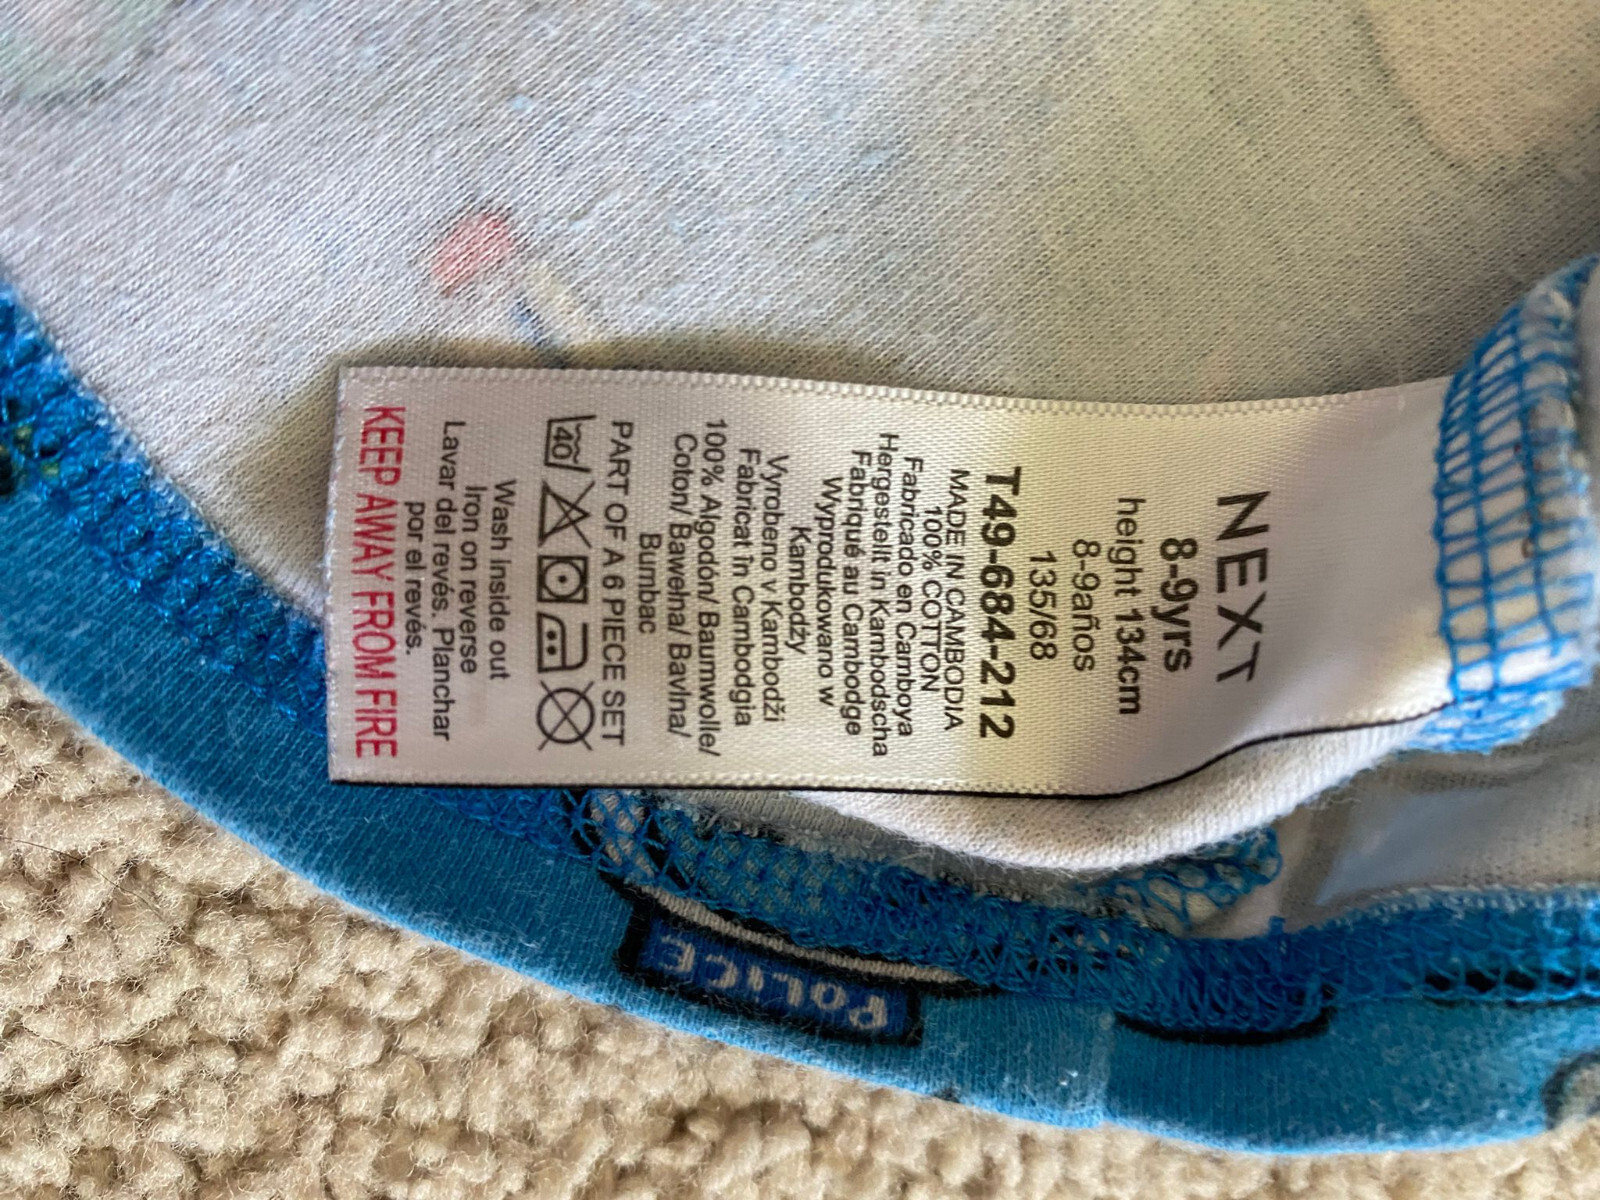 NEXT
8-9yrs
height 134cm
8-9años
135/68
T49-684-212
MADE IN CAMBODIA
100% COTTON
Fabricado en Camboya
Hergestellt in Kambodscha
Fabriqué au Cambodge
Wyprodukowano w
Kambodży
Vyrobeno v Kambodži
Fabricat în Cambodgia
100% Algodón/ Baumwolle/
Coton/ Bawełna/ Bavlna/
Bumbac
PART OF A 6 PIECE SET
40
Wash inside out
Iron on reverse
Lavar del revés. Planchar
por el revés.
KEEP AWAY FROM FIRE
POLiCE